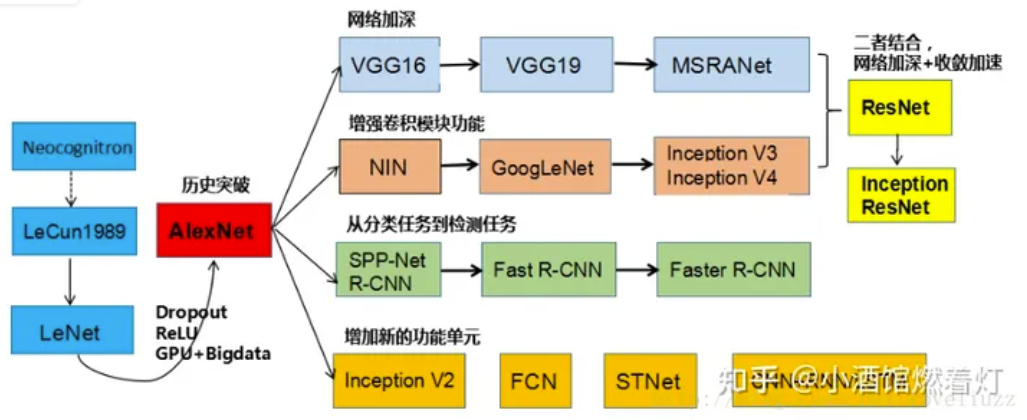 网络加深
VGG16
VGG19
MSRANet
二者结合，
网络加深+收敛加速
ResNet
Inception
ResNet
Neocognitron
LeCun1989
LeNet
历史突破
AlexNet
Dropout
ReLU
GPU+Bigdata
增强卷积模块功能
NIN
GoogLeNet
Inception V3
Inception V4
从分类任务到检测任务
SPP-Net
R-CNN
Fast R-CNN
Faster R-CNN
增加新的功能单元
Inception V2
FCN
STNet
知乎 @小酒馆燃着灯